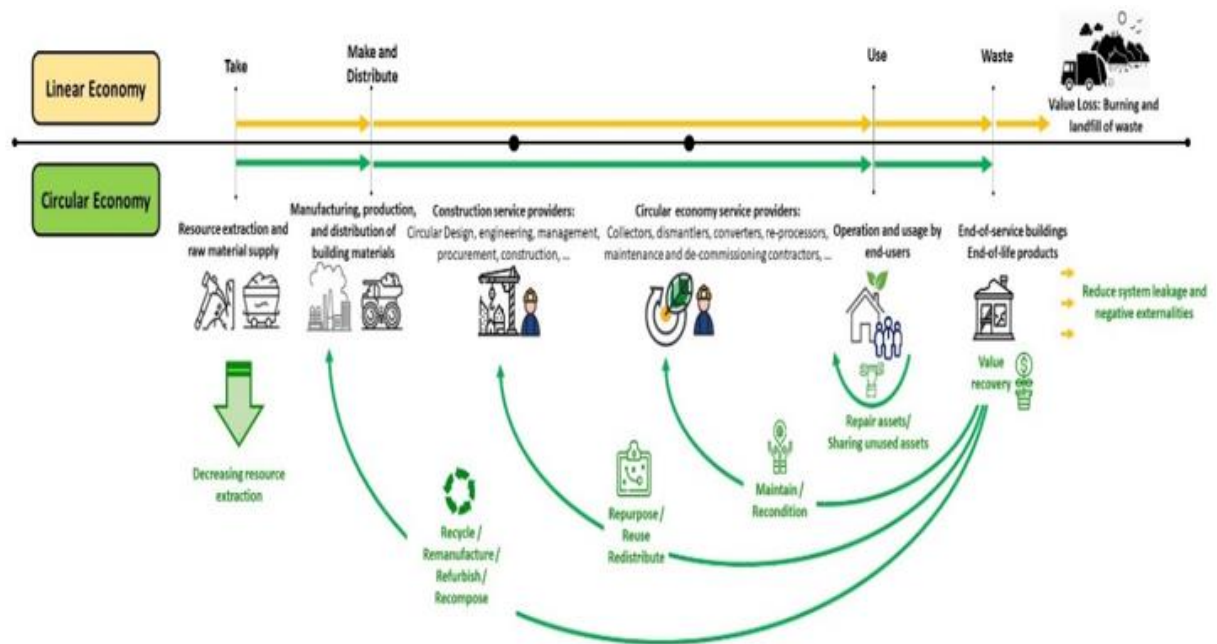 Linear Economy
Take
Make and
Distribute
Use
Waste
Value Loss: Burning and
landfill of waste
Circular Economy
Resource extraction and
raw material supply
Manufacturing, production,
and distribution of
building materials
Construction service providers:
Circular Design, engineering, management,
procurement, construction, ...
Circular economy service providers:
Collectors, dismantlers, converters, re-processors,
maintenance and de-commissioning contractors, ...
Operation and usage by
end-users
End-of-service buildings
End-of-life products
Reduce system leakage and
negative externalities
Value
recovery
Repair assets/
Sharing unused assets
Decreasing resource
extraction
Maintain /
Recondition
Repurpose /
Reuse
Redistribute
Recycle /
Remanufacture /
Refurbish /
Recompose